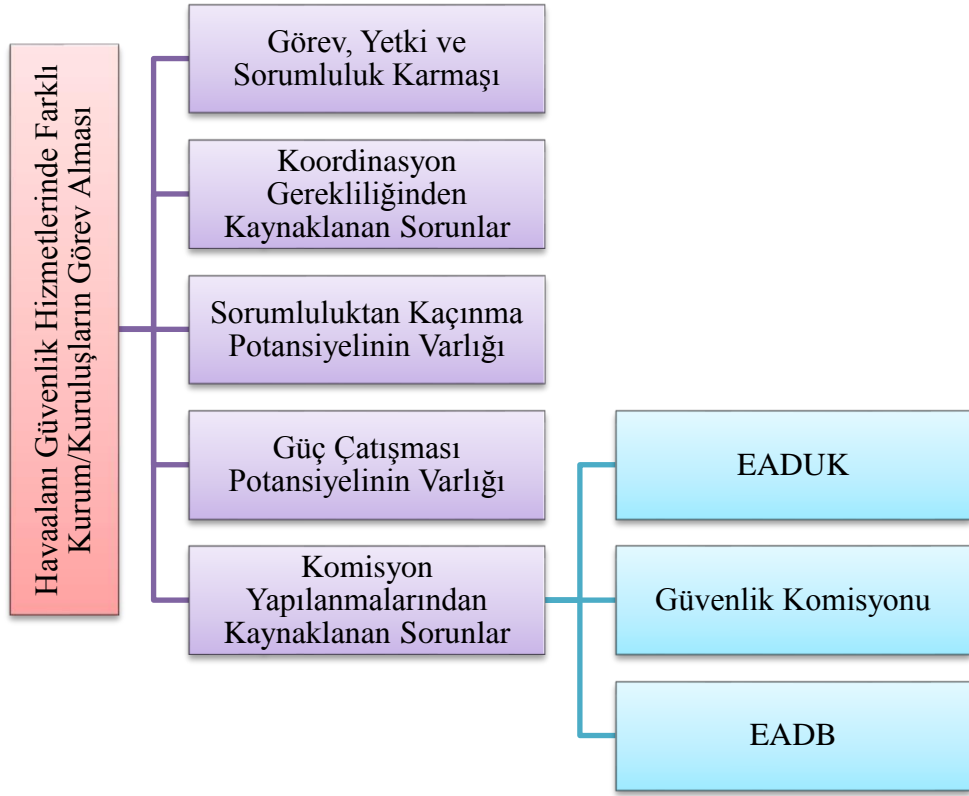 Havaalanı Güvenlik Hizmetlerinde Farklı
Kurum/Kuruluşların Görev Alması
Görev, Yetki ve
Sorumluluk Karmaşı
Koordinasyon
Gerekliliğinden
Kaynaklanan Sorunlar
Sorumluluktan Kaçınma
Potansiyelinin Varlığı
Güç Çatışması
Potansiyelinin Varlığı
Komisyon
Yapılanmalarından
Kaynaklanan Sorunlar
EADUK
Güvenlik Komisyonu
EADB